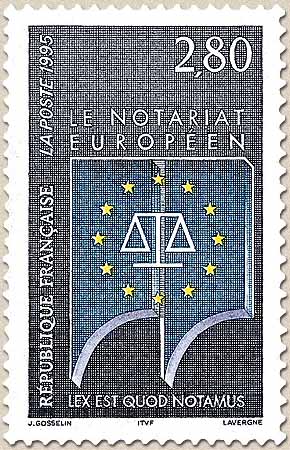 2,80
LE NOTARIAT
EUROPÉEN
RÉPUBLIQUE FRANÇAISE LA POSTE 1995
LEX EST QUOD NOTAMUS
J.GOSSELIN ITVF LAVERGNE